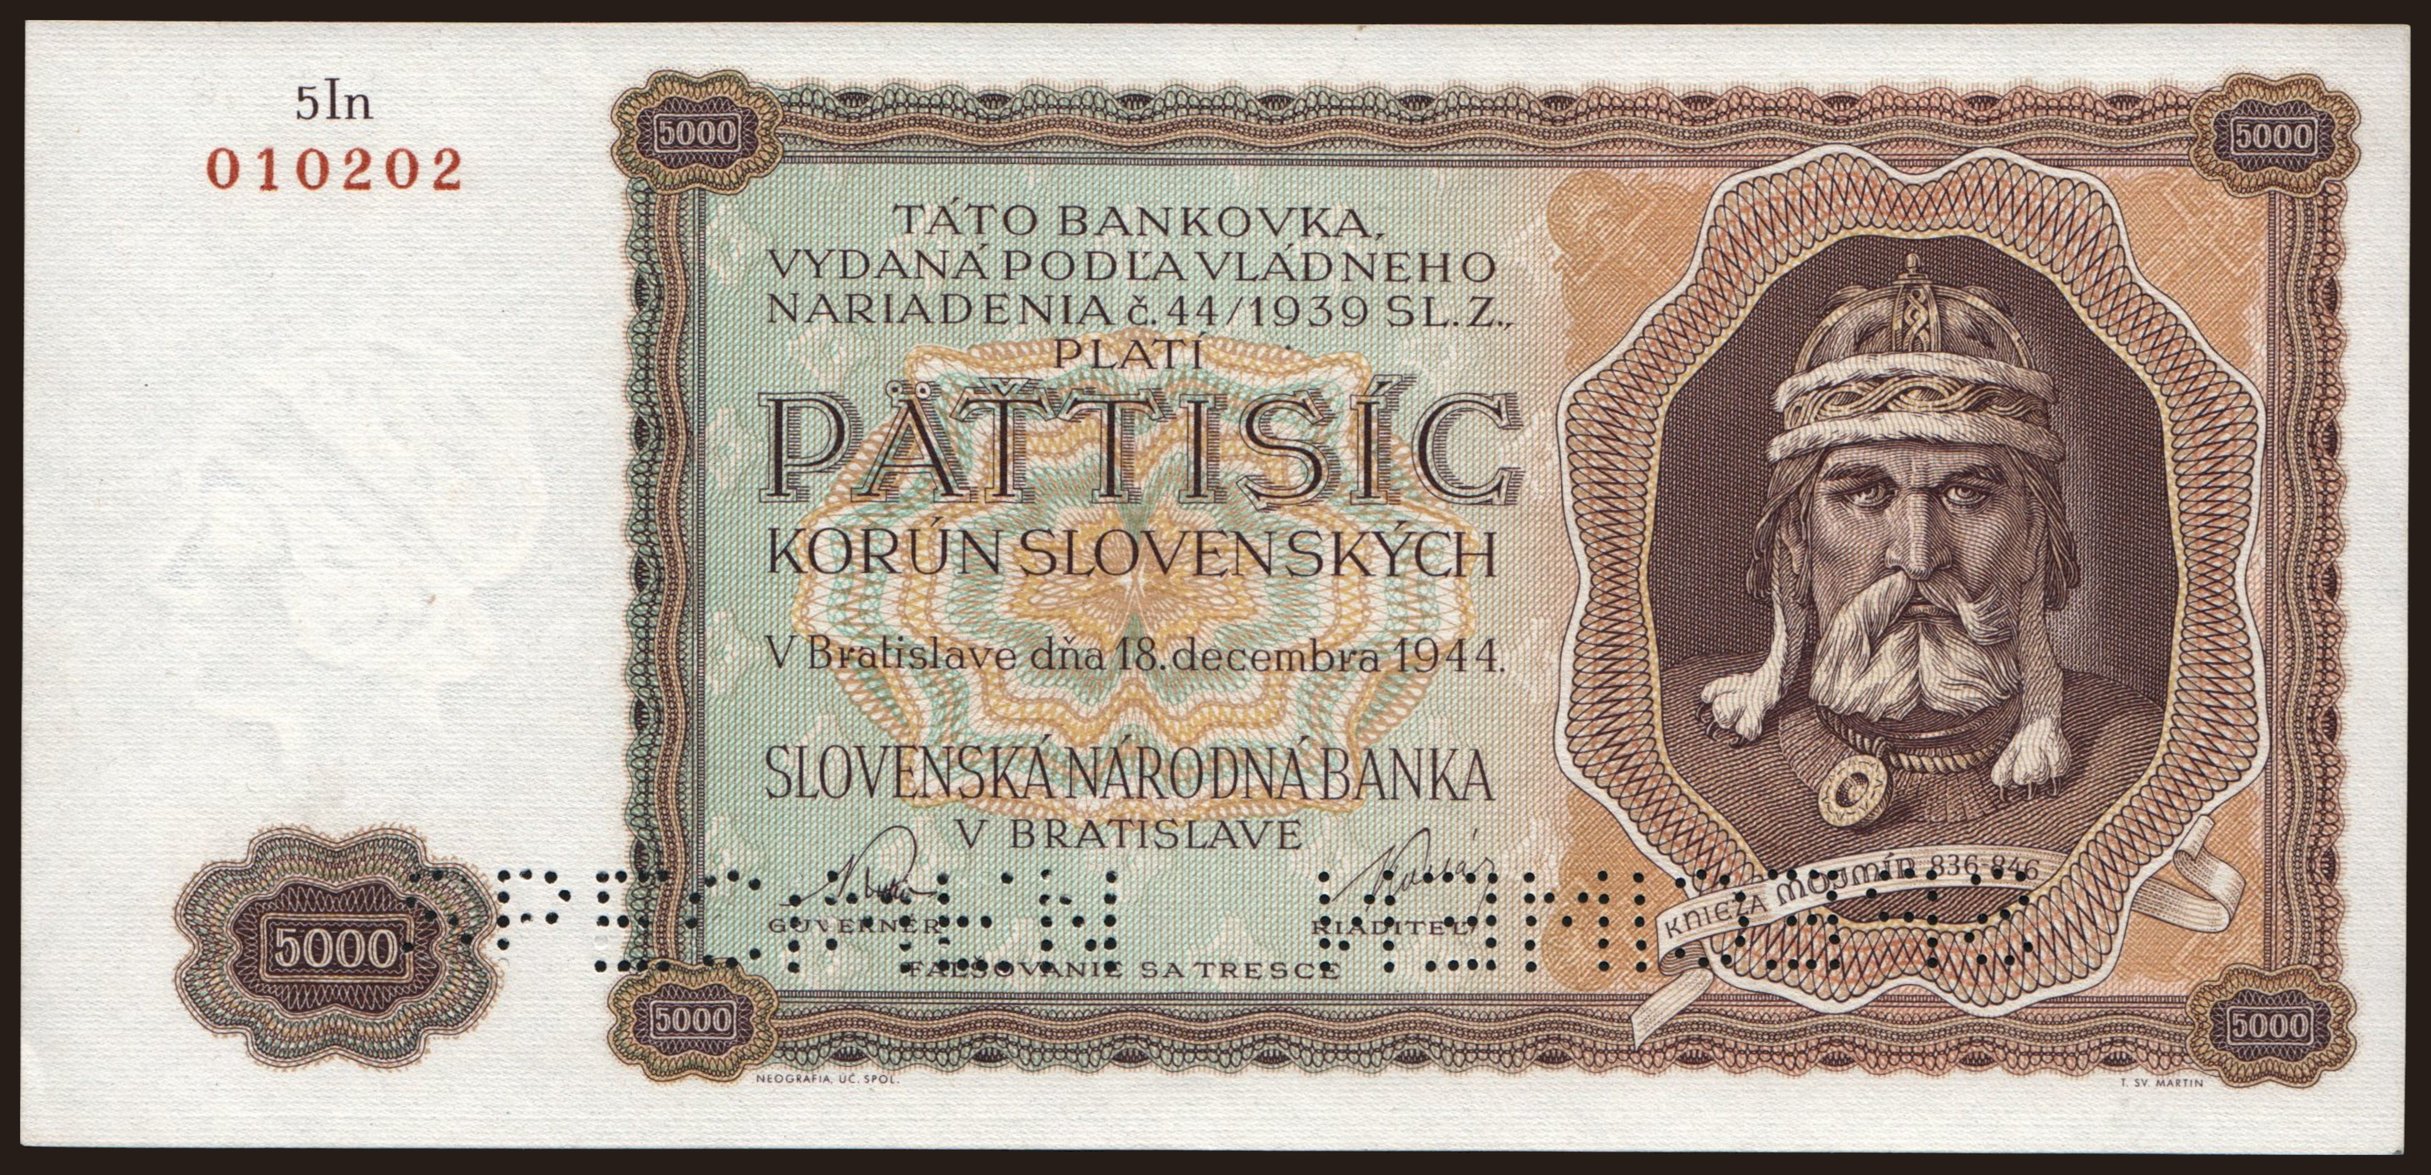 5In
010202
5000
5000
TÁTO BANKOVKA,
VYDANÁ PODĽA VLÁDNEHO
NARIADENIA č. 44/1939 SL. Z.,
PLATÍ
PÄŤTISÍC
KORÚN SLOVENSKÝCH
V Bratislave dňa 18. decembra 1944.
SLOVENSKÁ NÁRODNÁ BANKA
V BRATISLAVE
GUVERNÉR
RIADITEĽ
FALŠOVANIE SA TRESCE
KNIEŽA MOJMÍR 836-846
5000
SPECIMEN
5000
5000
NEOGRAFIA, UČ. SPOL.
T. SV. MARTIN